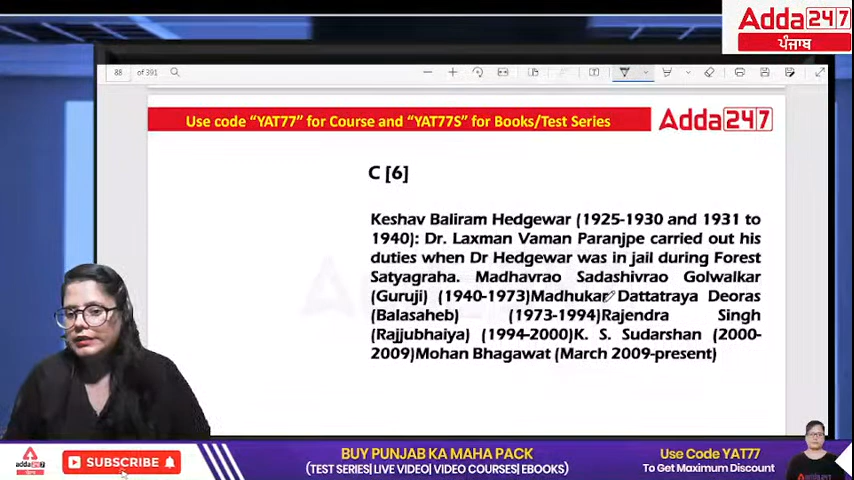 Adda247
ਪੰਜਾਬ
88 of 391
Use code "YAT77" for Course and "YAT77S" for Books/Test Series
Adda247
C [6]
Keshav Baliram Hedgewar (1925-1930 and 1931 to
1940): Dr. Laxman Vaman Paranjpe carried out his
duties when Dr Hedgewar was in jail during Forest
Satyagraha. Madhavrao Sadashivrao Golwalkar
(Guruji) (1940-1973)Madhukar Dattatraya Deoras
(Balasaheb) (1973-1994)Rajendra Singh
(Rajjubhaiya) (1994-2000)K. S. Sudarshan (2000-
2009)Mohan Bhagawat (March 2009-present)
adda247
ਪੰਜਾਬ
SUBSCRIBE
BUY PUNJAB KA MAHA PACK
(TEST SERIES| LIVE VIDEO| VIDEO COURSES| EBOOKS)
Use Code YAT77
To Get Maximum Discount